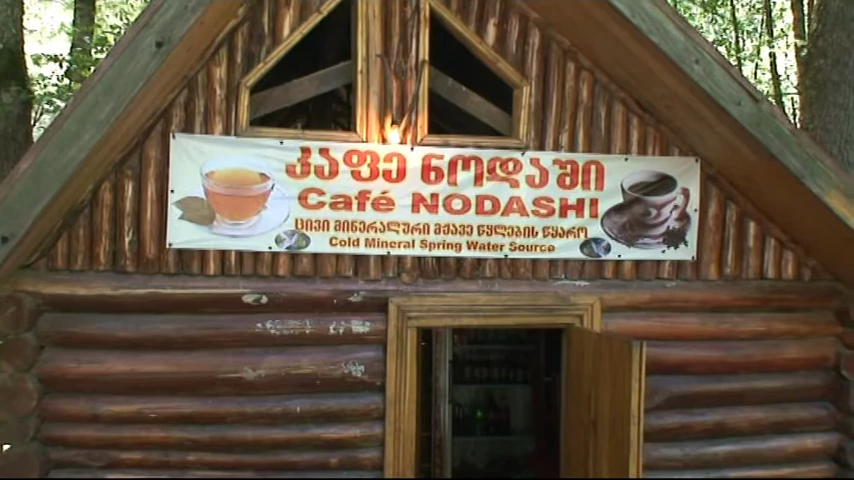 კაფე ნოდაში
Café NODASHI
ცივი მინერალური მჟავე წყლების წყარო
Cold Mineral Spring Water Source